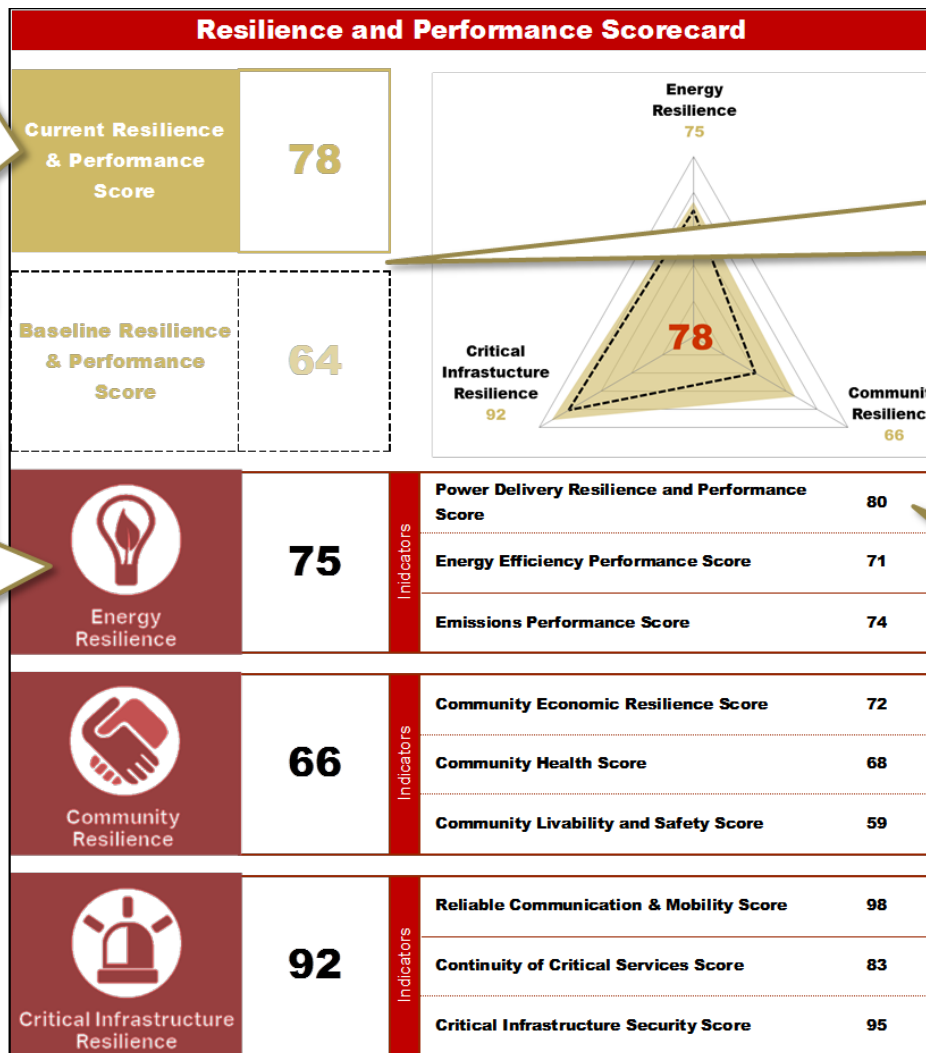 Resilience and Performance Scorecard
Current Resilience
& Performance
Score
78
Baseline Resilience
& Performance
Score
64
Energy
Resilience
75
78
Critical
Infrastucture
Resilience
92
Resilience
66
Energy
Resilience
75
Inidcators
Power Delivery Resilience and Performance
Score
80
Energy Efficiency Performance Score
71
Emissions Performance Score
74
Community
Resilience
66
Indicators
Community Economic Resilience Score
72
Community Health Score
68
Community Livability and Safety Score
59
Critical Infrastructure
Resilience
92
Indicators
Reliable Communication & Mobility Score
98
Continuity of Critical Services Score
83
Critical Infrastructure Security Score
95